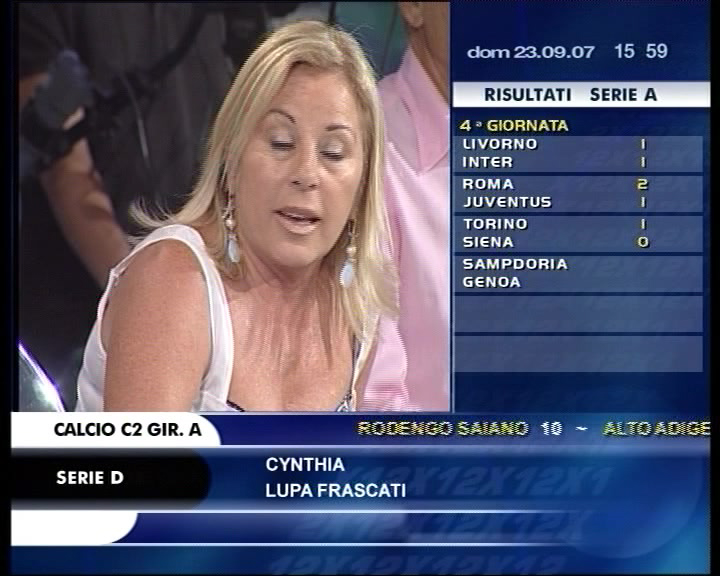 dom 23.09.07 15 59
RISULTATI SERIE A
4ª GIORNATA
LIVORNO 1
INTER 1
ROMA 2
JUVENTUS 1
TORINO 1
SIENA 0
SAMPDORIA
GENOA
CALCIO C2 GIR. A
RODENGO SAIANO 10 ~ ALTO ADIGE
SERIE D
CYNTHIA
LUPA FRASCATI